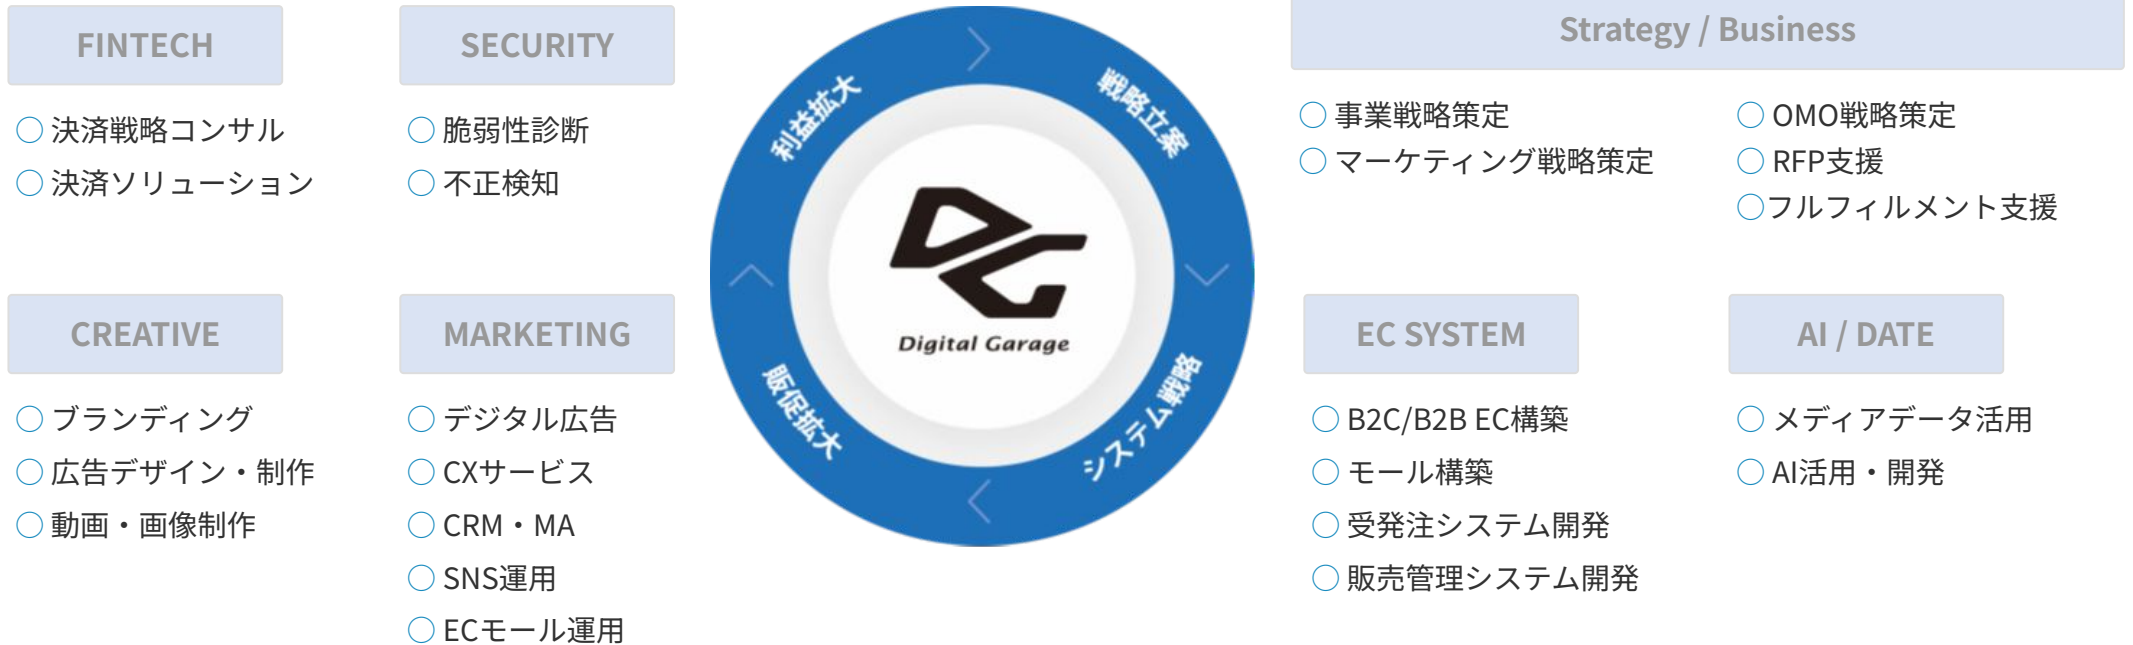 FINTECH
○ 決済戦略コンサル
○ 決済ソリューション
SECURITY
○ 脆弱性診断
○ 不正検知
CREATIVE
○ ブランディング
○ 広告デザイン・制作
○ 動画・画像制作
MARKETING
○ デジタル広告
○ CXサービス
○ CRM・MA
○ SNS運用
○ ECモール運用
利益拡大
戦略立案
システム戦略
販促拡大
DG
Digital Garage
Strategy / Business
○ 事業戦略策定
○ マーケティング戦略策定
○ OMO戦略策定
○ RFP支援
○フルフィルメント支援
EC SYSTEM
○ B2C/B2B EC構築
○ モール構築
○ 受発注システム開発
○ 販売管理システム開発
AI / DATE
○ メディアデータ活用
○ AI活用・開発